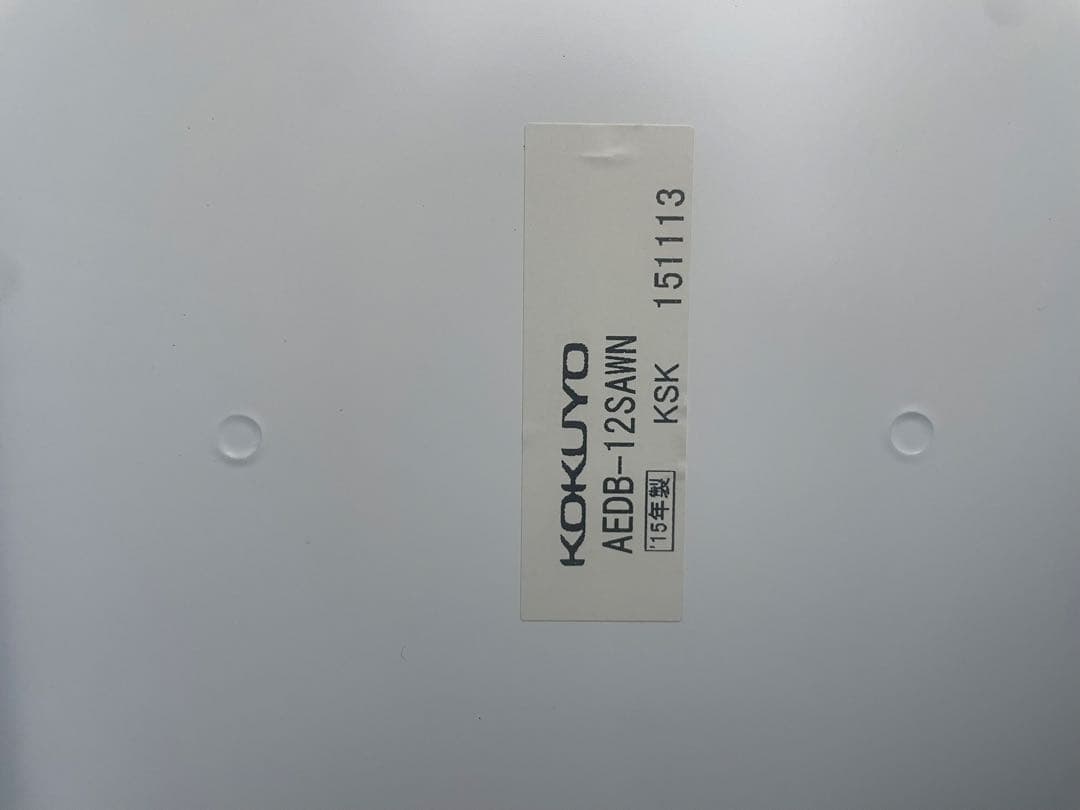 KOKUYO
AEDB-12SAWN
'15年製 KSK 151113